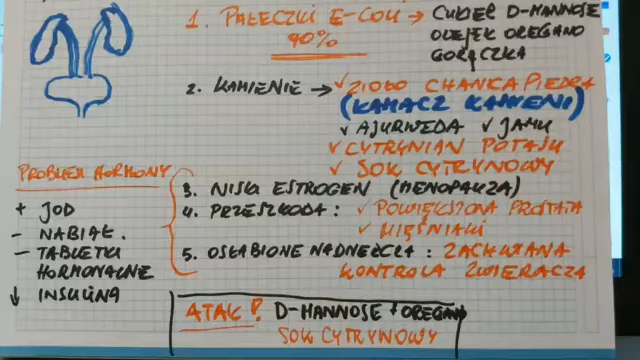 1. PAŁECZKI E-COLI → CUKIER D-MANNOSE
90%
OLEJEK OREGANO
GORĄCZKA
2. KAMIENIE → ✓ ZIOŁO CHANCA PIEDRA
(ŁAMACZ KAMIENI)
✓ AJURWEDA ✓ JAMU
✓ CYTRYNIAN POTASU
✓ SOK CYTRYNOWY
PROBLEM HORMONY
+ JOD
- NABIAŁ.
- TABLETKI
HORMONALNE
↓ INSULINA
3. NISKI ESTROGEN (MENOPAUZA)
4. PRZESZKODA: ✓ POWIĘKSZONA PROSTATA
✓ MIĘŚNIAKI
5. OSŁABIONE NADNERCZA: ZACHWIANA
KONTROLA ZWIERACZA
ATAK?: D-MANNOSE + OREGANO
SOK CYTRYNOWY